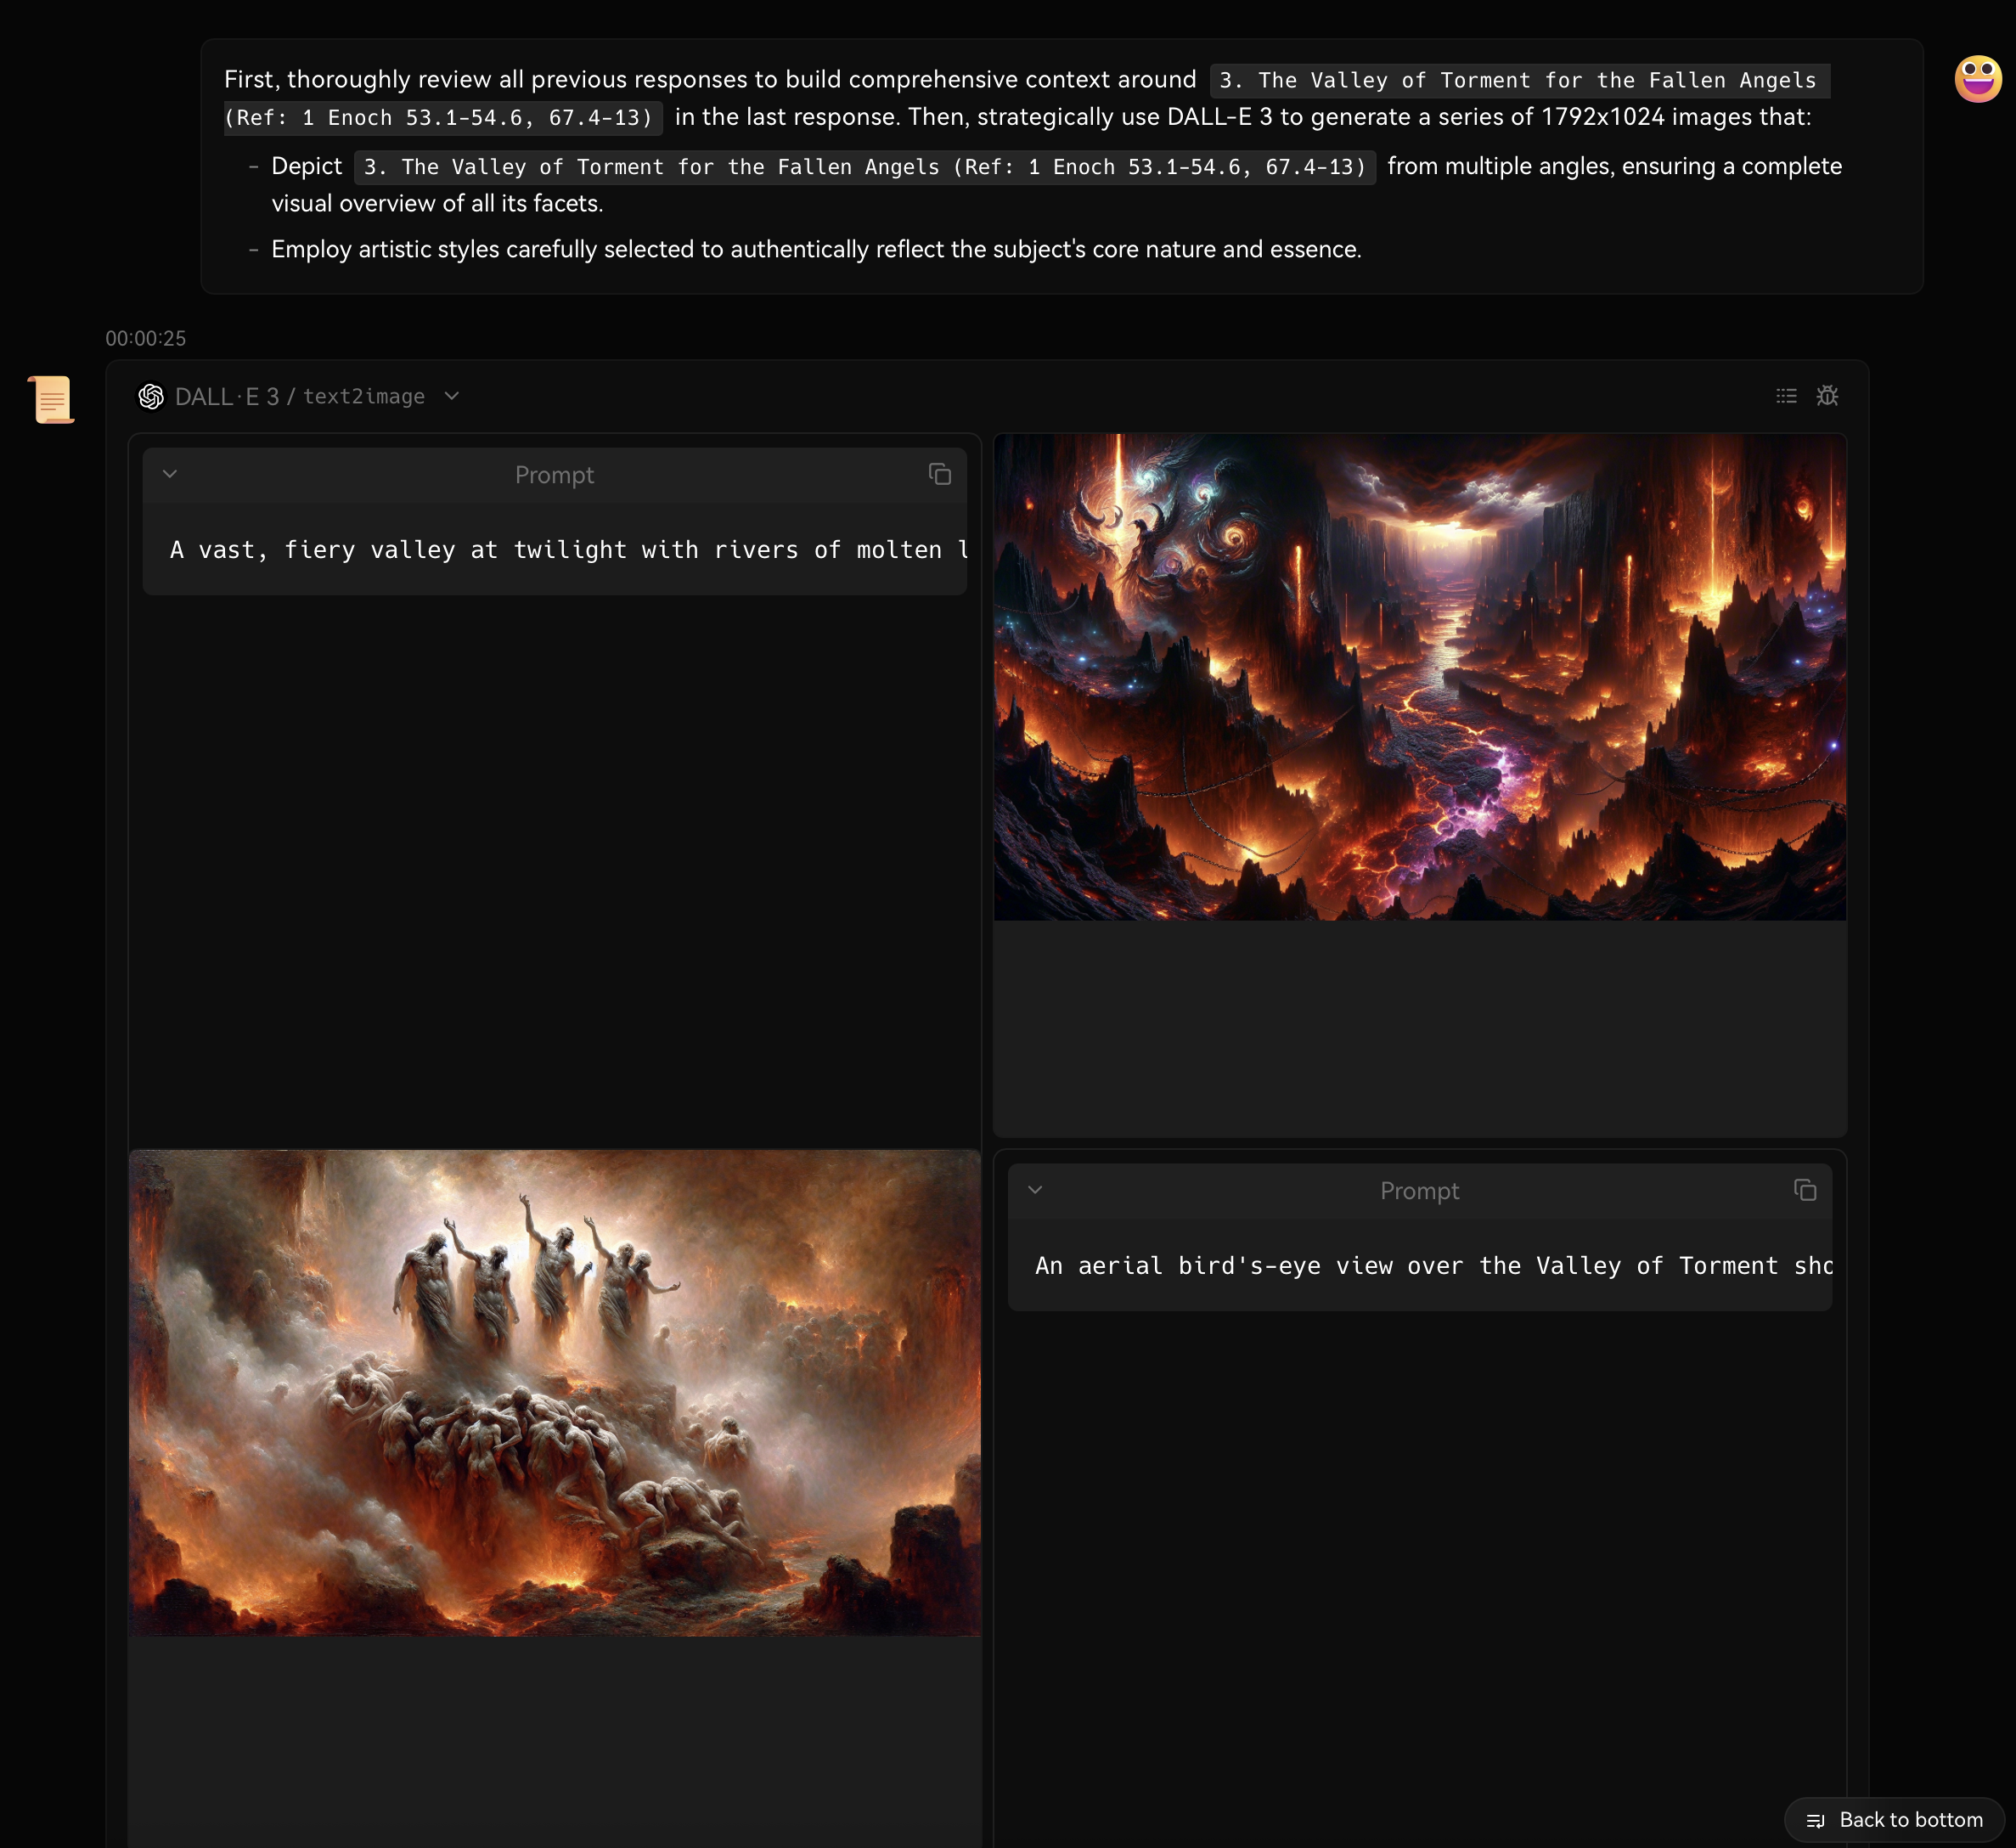 First, thoroughly review all previous responses to build comprehensive context around 3. The Valley of Torment for the Fallen Angels
(Ref: 1 Enoch 53.1-54.6, 67.4-13) in the last response. Then, strategically use DALL-E 3 to generate a series of 1792x1024 images that:
- Depict 3. The Valley of Torment for the Fallen Angels (Ref: 1 Enoch 53.1-54.6, 67.4-13) from multiple angles, ensuring a complete
visual overview of all its facets.
- Employ artistic styles carefully selected to authentically reflect the subject's core nature and essence.
00:00:25
DALL·E 3 / text2image
Prompt
A vast, fiery valley at twilight with rivers of molten l
Prompt
An aerial bird's-eye view over the Valley of Torment sho
Back to bottom